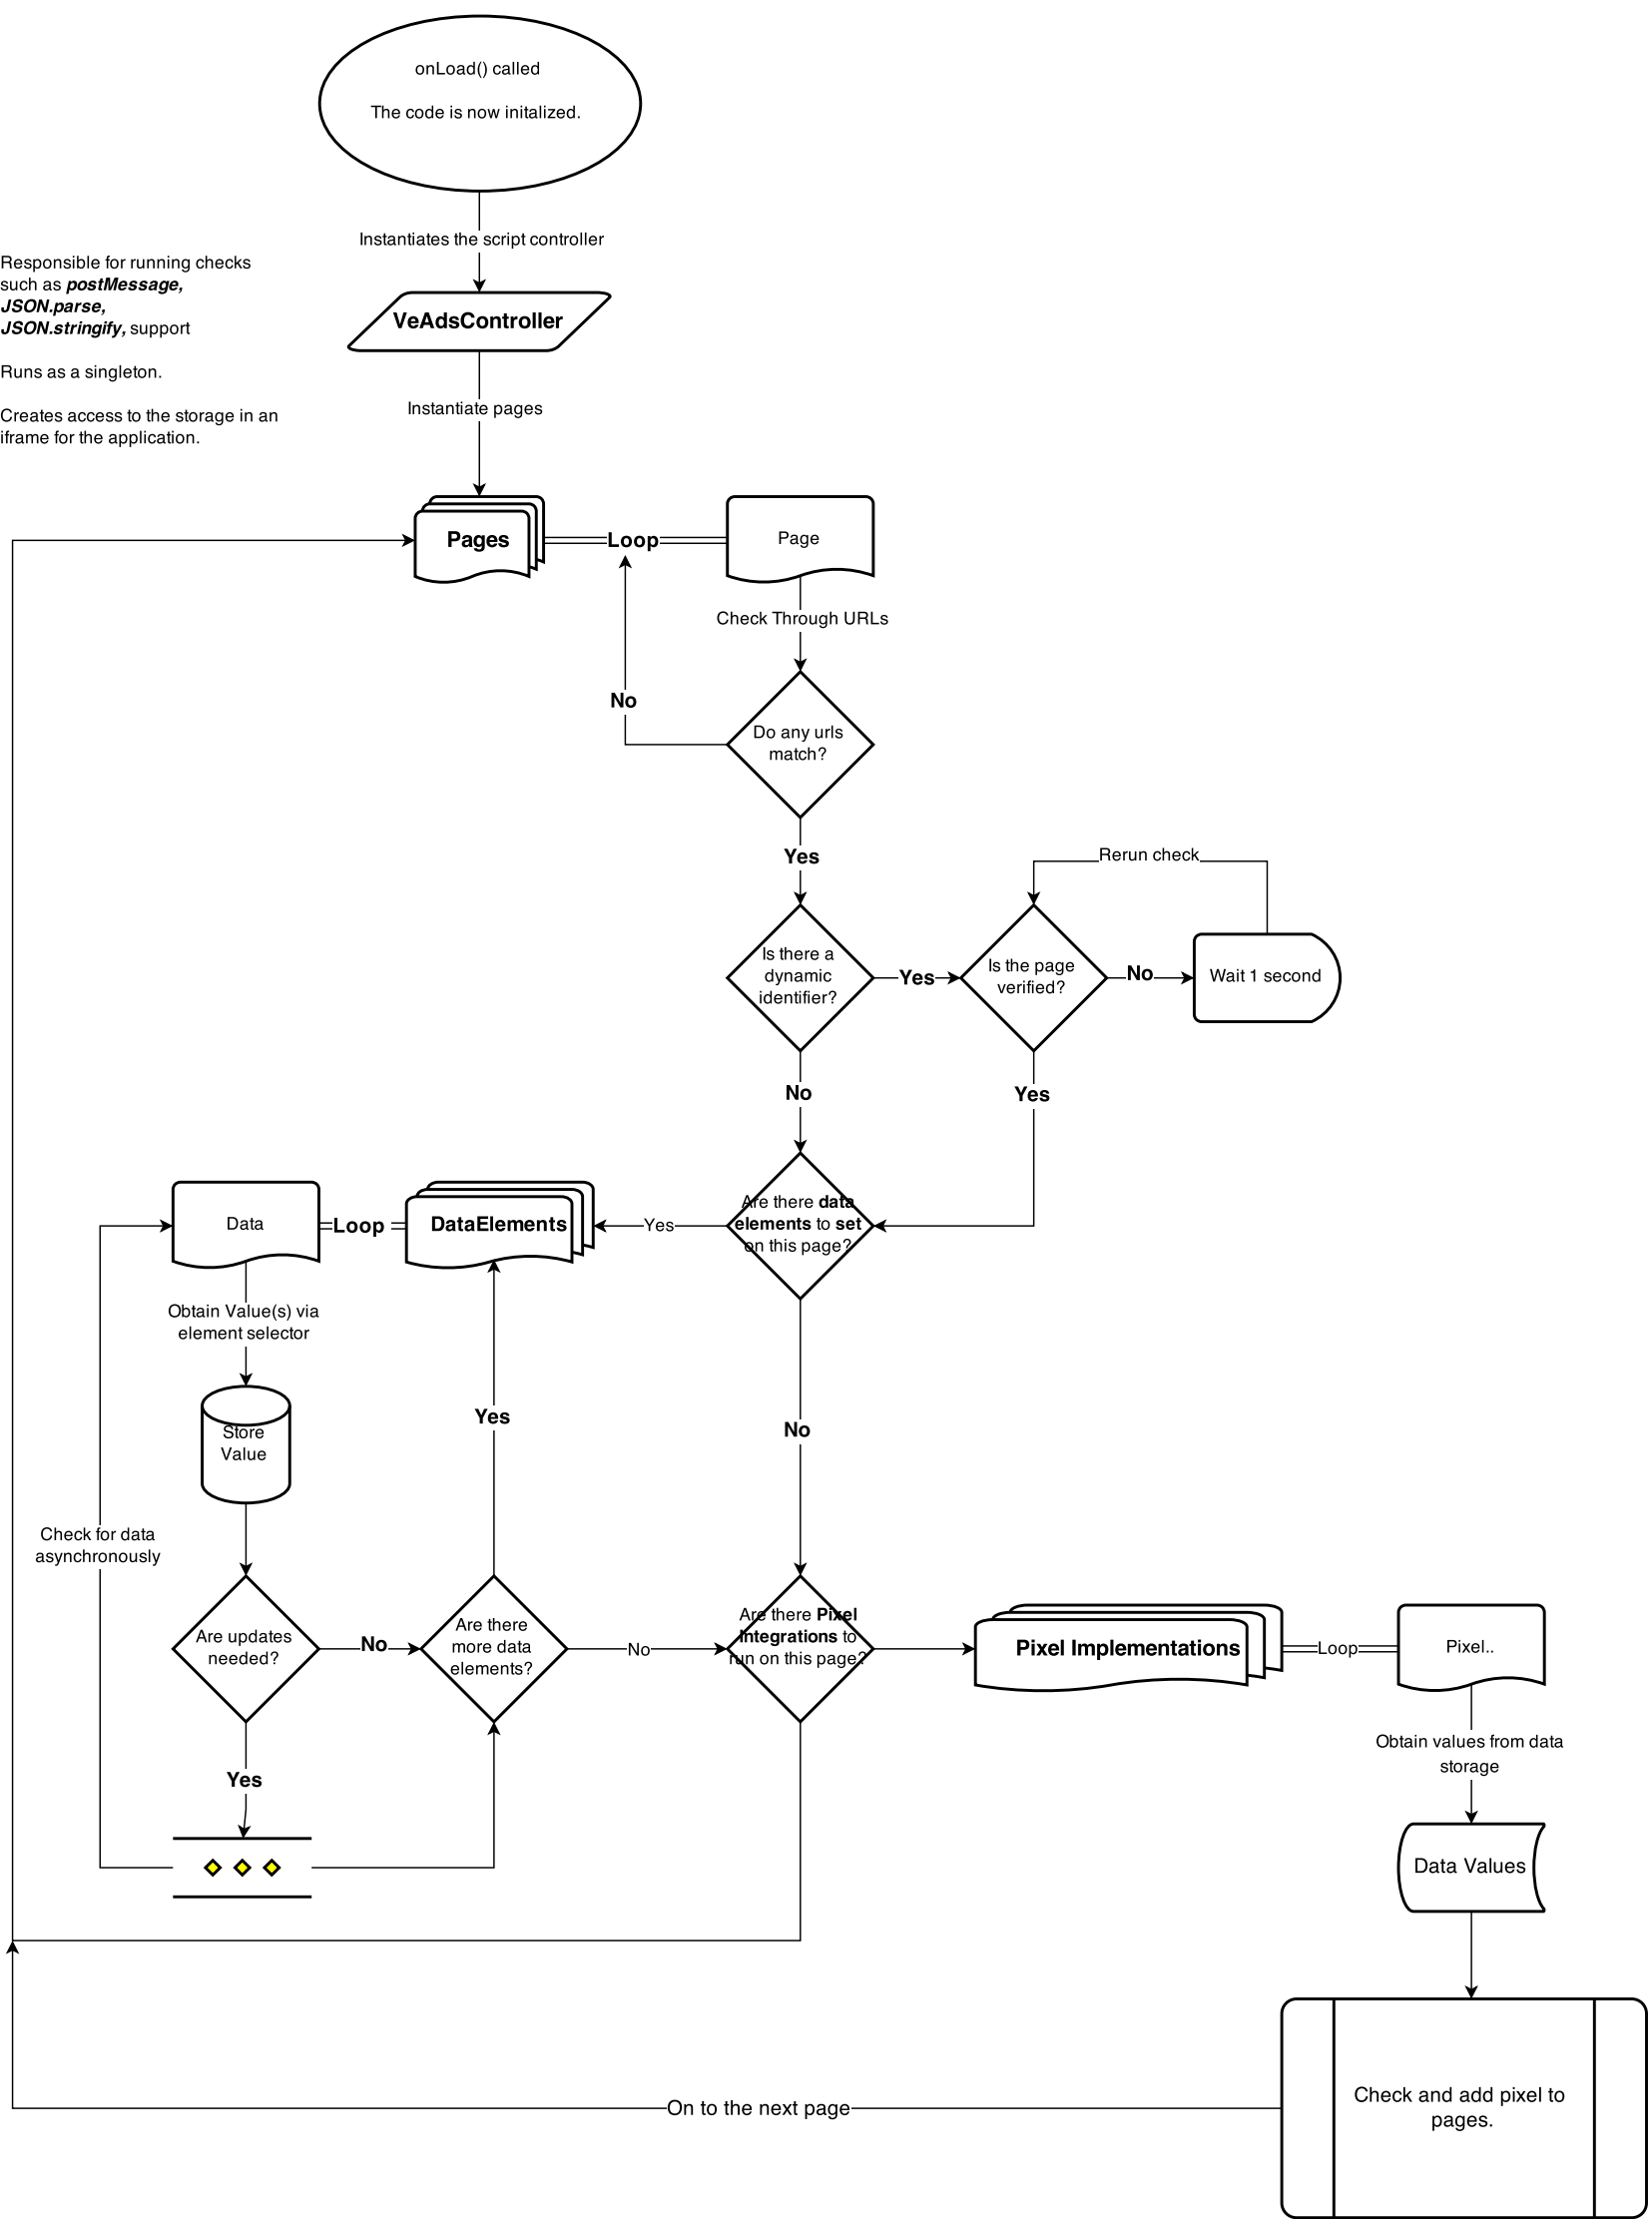 onLoad() called
The code is now initalized.
Instantiates the script controller
Responsible for running checks
such as postMessage,
JSON.parse,
JSON.stringify, support
Runs as a singleton.
Creates access to the storage in an
iframe for the application.
VeAdsController
Instantiate pages
Pages
Loop
Page
Check Through URLs
No
Do any urls
match?
Yes
Rerun check
Is there a
dynamic
identifier?
Yes
Is the page
verified?
No
Wait 1 second
No
Yes
Data
Loop
DataElements
Yes
Are there data
elements to set
on this page?
Obtain Value(s) via
element selector
Store
Value
Yes
No
Check for data
asynchronously
Are updates
needed?
No
Are there
more data
elements?
No
Are there Pixel
Integrations to
run on this page?
Pixel Implementations
Loop
Pixel..
Obtain values from data
storage
Yes
Data Values
Check and add pixel to
pages.
On to the next page